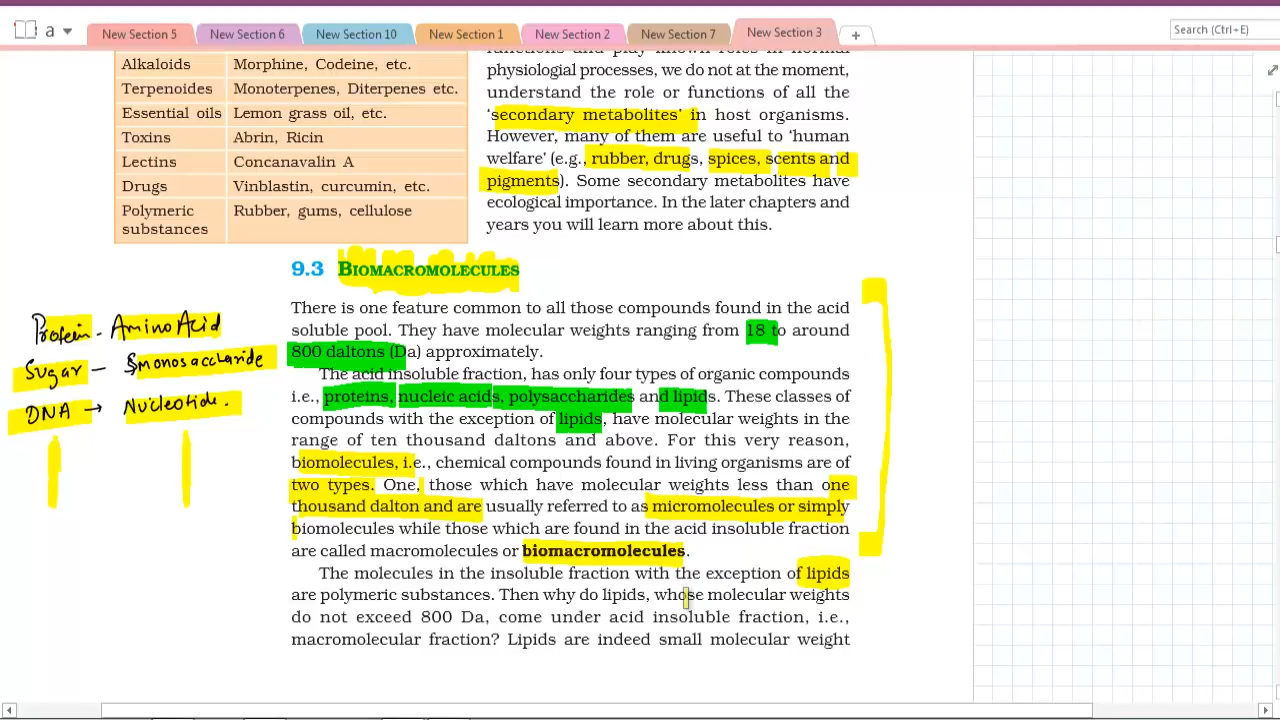 a
New Section 5
New Section 6
New Section 10
New Section 1
New Section 2
New Section 7
New Section 3
+
Search (Ctrl+E)
Alkaloids Morphine, Codeine, etc.
Terpenoides Monoterpenes, Diterpenes etc.
Essential oils Lemon grass oil, etc.
Toxins Abrin, Ricin
Lectins Concanavalin A
Drugs Vinblastin, curcumin, etc.
Polymeric Rubber, gums, cellulose
substances
functions and play known roles in normal
physiological processes, we do not at the moment,
understand the role or functions of all the
‘secondary metabolites’ in host organisms.
However, many of them are useful to ‘human
welfare’ (e.g., rubber, drugs, spices, scents and
pigments). Some secondary metabolites have
ecological importance. In the later chapters and
years you will learn more about this.
9.3 BIOMACROMOLECULES
There is one feature common to all those compounds found in the acid
soluble pool. They have molecular weights ranging from 18 to around
800 daltons (Da) approximately.
The acid insoluble fraction, has only four types of organic compounds
i.e., proteins, nucleic acids, polysaccharides and lipids. These classes of
compounds with the exception of lipids, have molecular weights in the
range of ten thousand daltons and above. For this very reason,
biomolecules, i.e., chemical compounds found in living organisms are of
two types. One, those which have molecular weights less than one
thousand dalton and are usually referred to as micromolecules or simply
biomolecules while those which are found in the acid insoluble fraction
are called macromolecules or biomacromolecules.
The molecules in the insoluble fraction with the exception of lipids
are polymeric substances. Then why do lipids, whose molecular weights
do not exceed 800 Da, come under acid insoluble fraction, i.e.,
macromolecular fraction? Lipids are indeed small molecular weight
Protein - Amino Acid
Sugar - monosaccharide
DNA → Nucleotide.